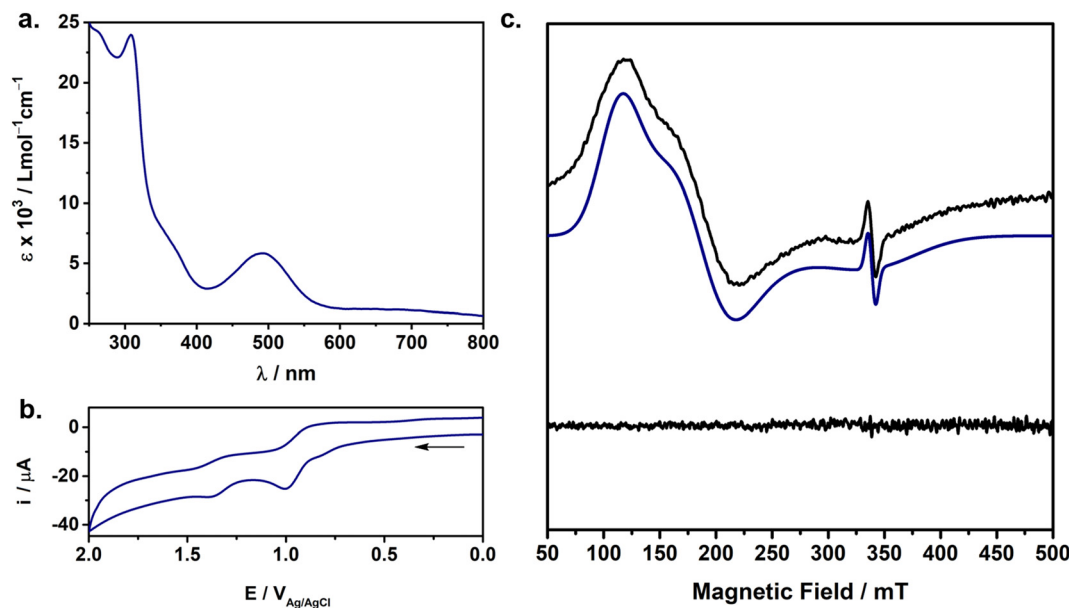 a.
ε x 10³ / Lmol⁻¹cm⁻¹
25
20
15
10
5
0
300 400 500 600 700 800
λ / nm
b.
i / μA
0
-20
-40
2.0 1.5 1.0 0.5 0.0
E / V_Ag/AgCl
c.
50 100 150 200 250 300 350 400 450 500
Magnetic Field / mT